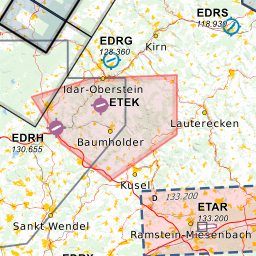 EDRS
118.930
EDRG
128.360
Kirn
Idar-Oberstein
ETEK
EDRH
130.655
Lauterecken
Baumholder
Kusel
D
133.200
ETAR
133.200
Sankt Wendel
Ramstein-Miesenbach